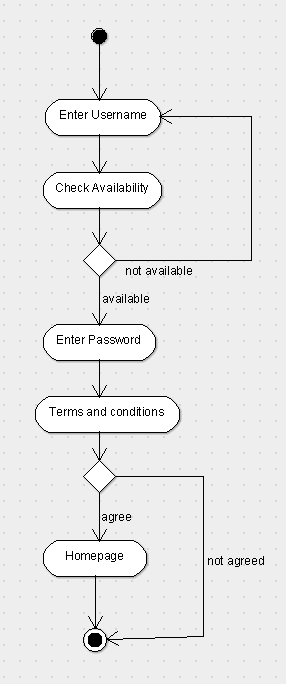 Enter Username
Check Availability
not available
available
Enter Password
Terms and conditions
agree
Homepage
not agreed